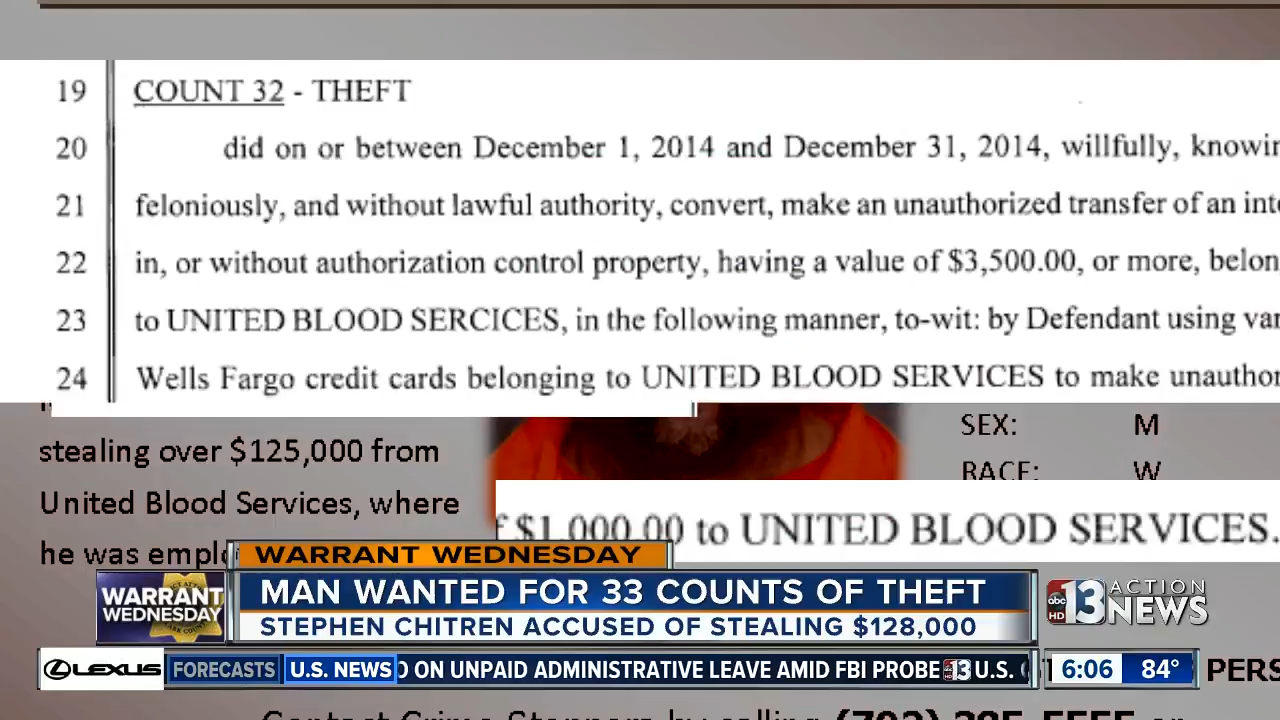 19 COUNT 32 - THEFT
20 did on or between December 1, 2014 and December 31, 2014, willfully,
21 feloniously, and without lawful authority, convert, make an unauthorized transfer of an
22 in, or without authorization control property, having a value of $3,500.00, or more,
23 to UNITED BLOOD SERCICES, in the following manner, to-wit: by Defendant using
24 Wells Fargo credit cards belonging to UNITED BLOOD SERVICES to make
SEX: M
RACE: W
stealing over $125,000 from
United Blood Services, where
he was
$1,000.00 to UNITED BLOOD SERVICES.
WARRANT WEDNESDAY
WARRANT
WEDNESDAY
MAN WANTED FOR 33 COUNTS OF THEFT
STEPHEN CHITREN ACCUSED OF STEALING $128,000
abc HD 13 ACTION
NEWS
LEXUS FORECASTS U.S. NEWS ON UNPAID ADMINISTRATIVE LEAVE AMID FBI PROBE 13 U.S. 6:06 84°
Contact Crime Stoppers by calling